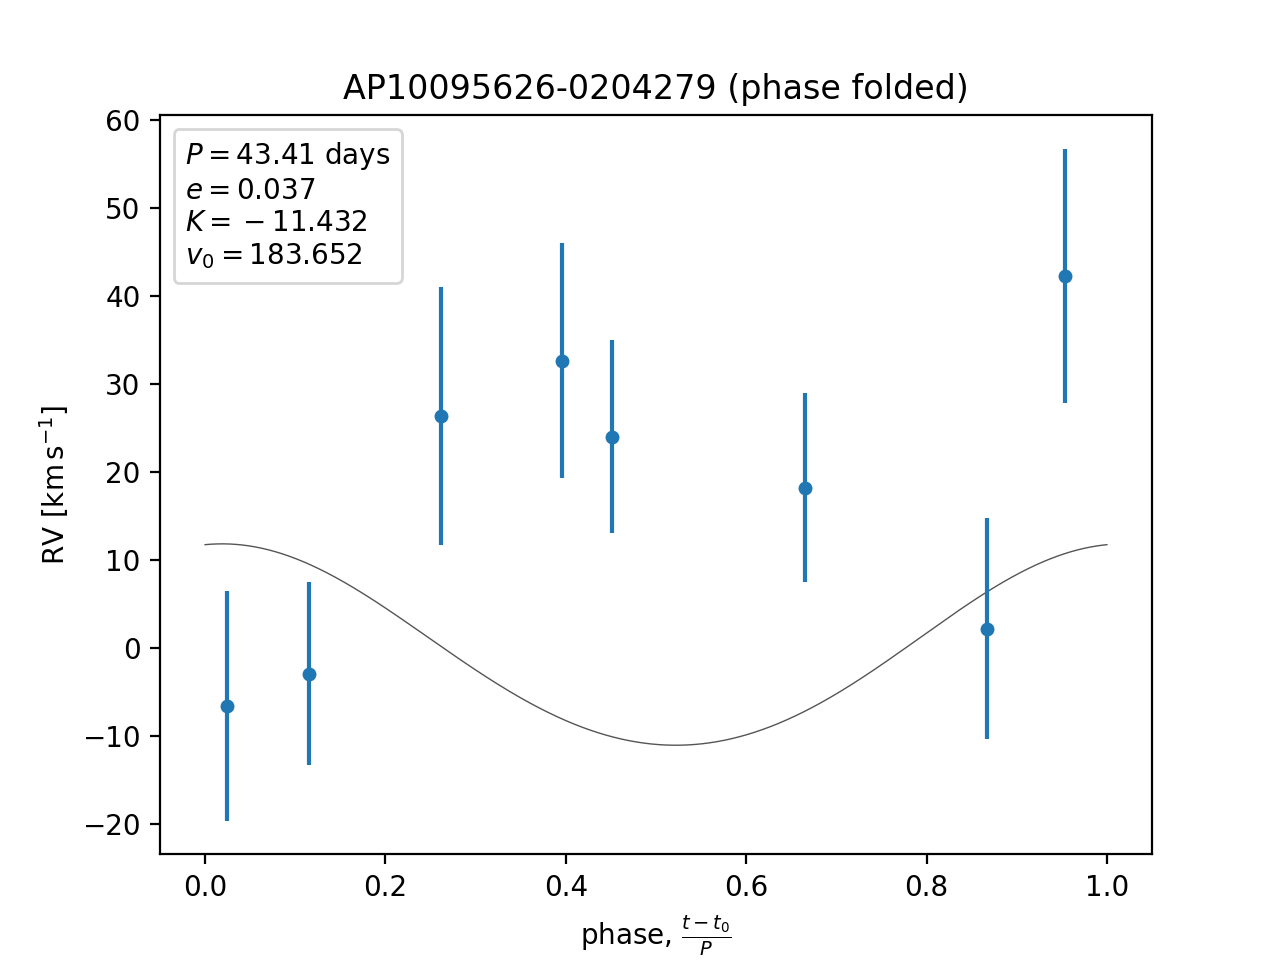 AP10095626-0204279 (phase folded)
P = 43.41 days
e = 0.037
K = −11.432
v₀ = 183.652
60
50
40
30
20
10
0
−10
−20
RV [km s⁻¹]
0.0 0.2 0.4 0.6 0.8 1.0
phase, (t − t₀)/P